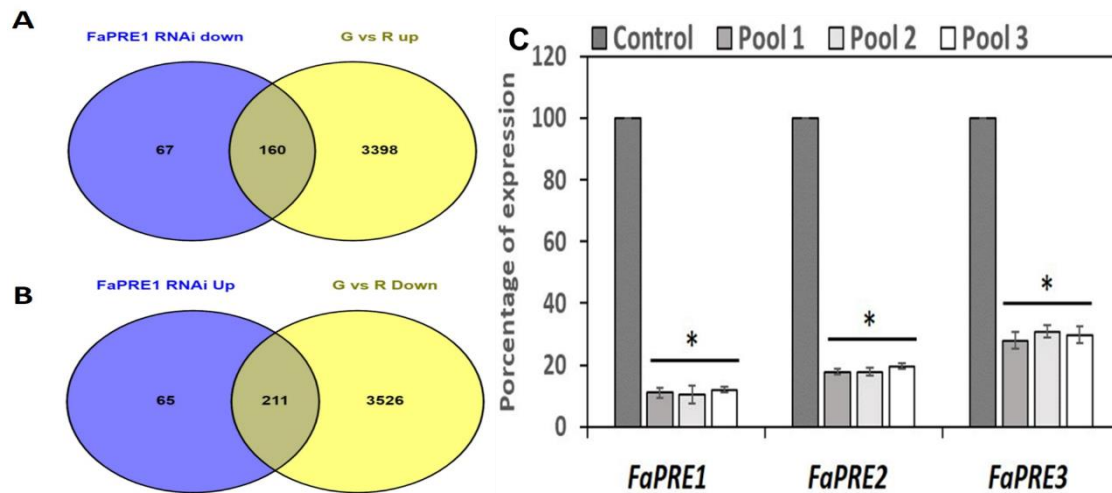 A
FaPRE1 RNAi down
G vs R up
67
160
3398
B
FaPRE1 RNAi Up
G vs R Down
65
211
3526
C
Control Pool 1 Pool 2 Pool 3
Porcentage of expression
120
100
80
60
40
20
0
*
*
*
FaPRE1 FaPRE2 FaPRE3